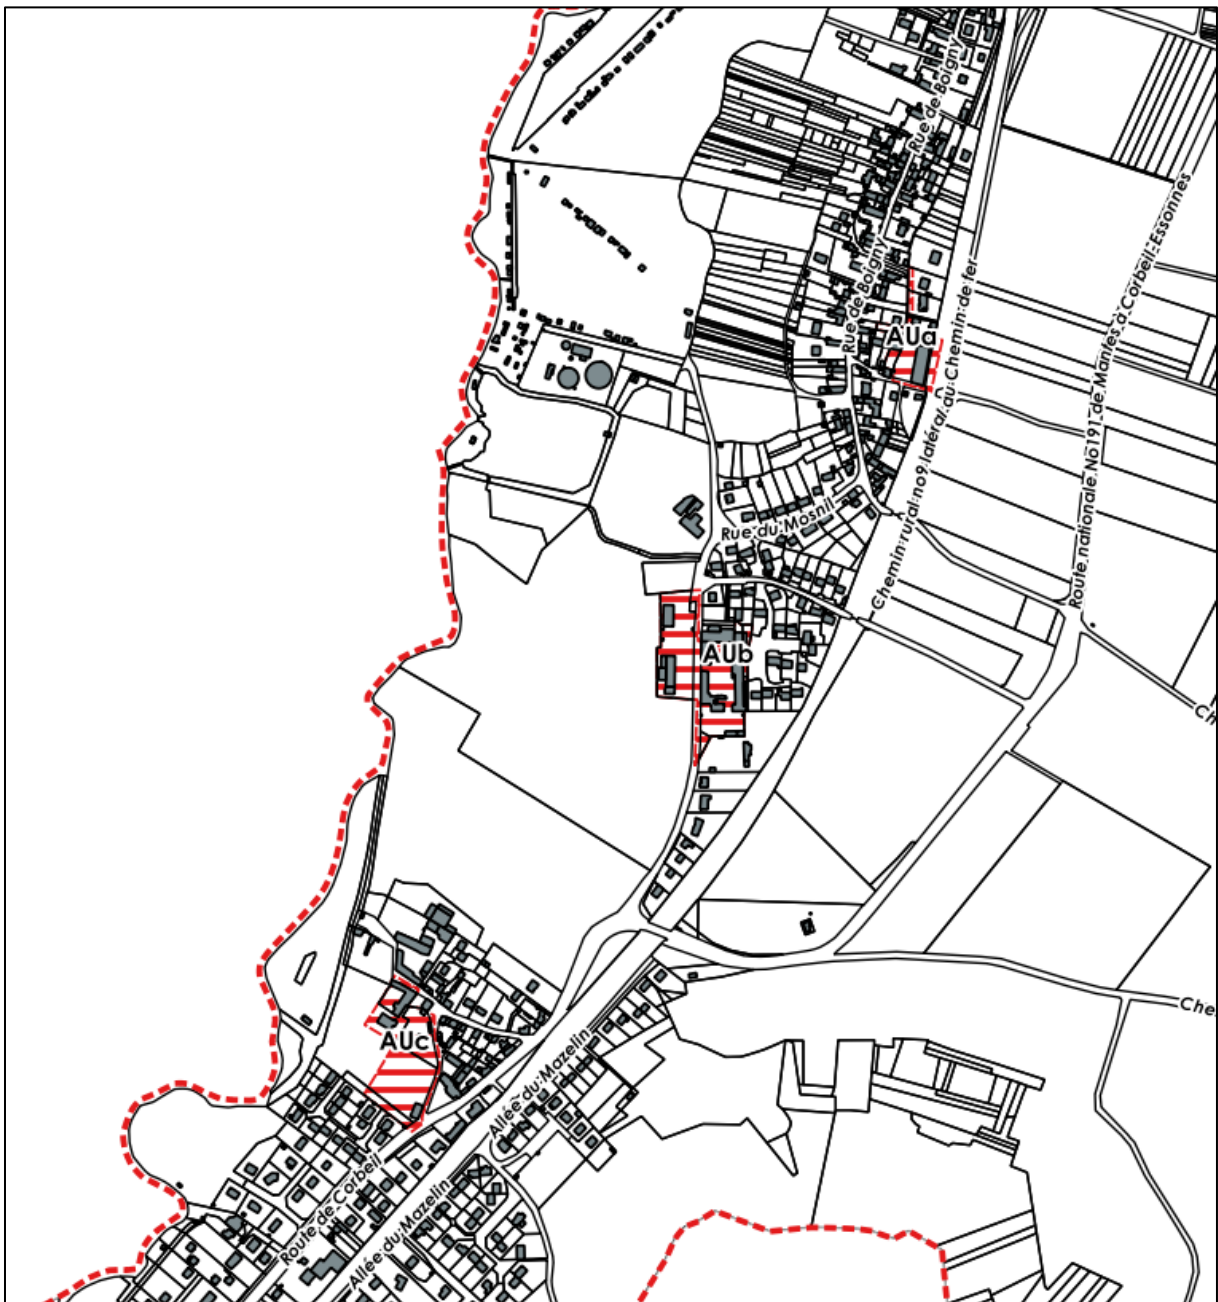 Rue de Boigny
Rue de Boigny
AUa
Chemin rural no9 latéral au Chemin de fer
Route nationale No191 de Mantes à Corbeil-Essonnes
Rue du Mosnil
AUb
Ch
Che
AUc
Allée du Mazelin
Route de Corbeil
Allée du Mazelin